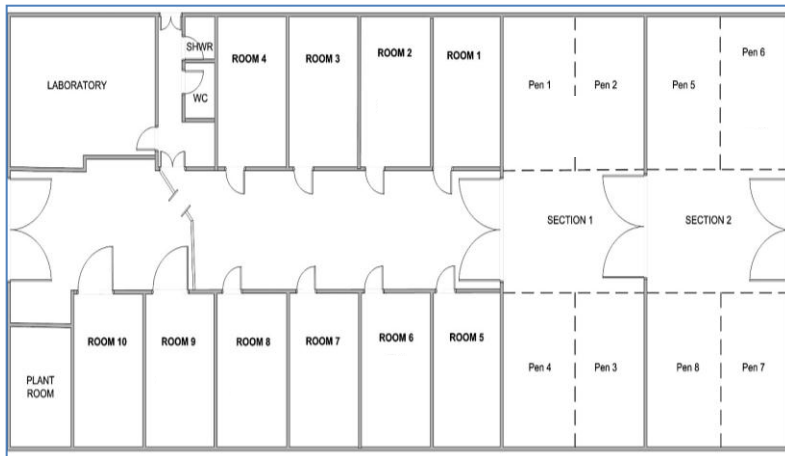 Pen 6
SHWR
ROOM 4
ROOM 3
ROOM 2
ROOM 1
LABORATORY
Pen 1
Pen 2
Pen 5
WC
SECTION 1
SECTION 2
ROOM 10
ROOM 9
ROOM 8
ROOM 7
ROOM 6
ROOM 5
Pen 4
Pen 3
Pen 8
Pen 7
PLANT
ROOM